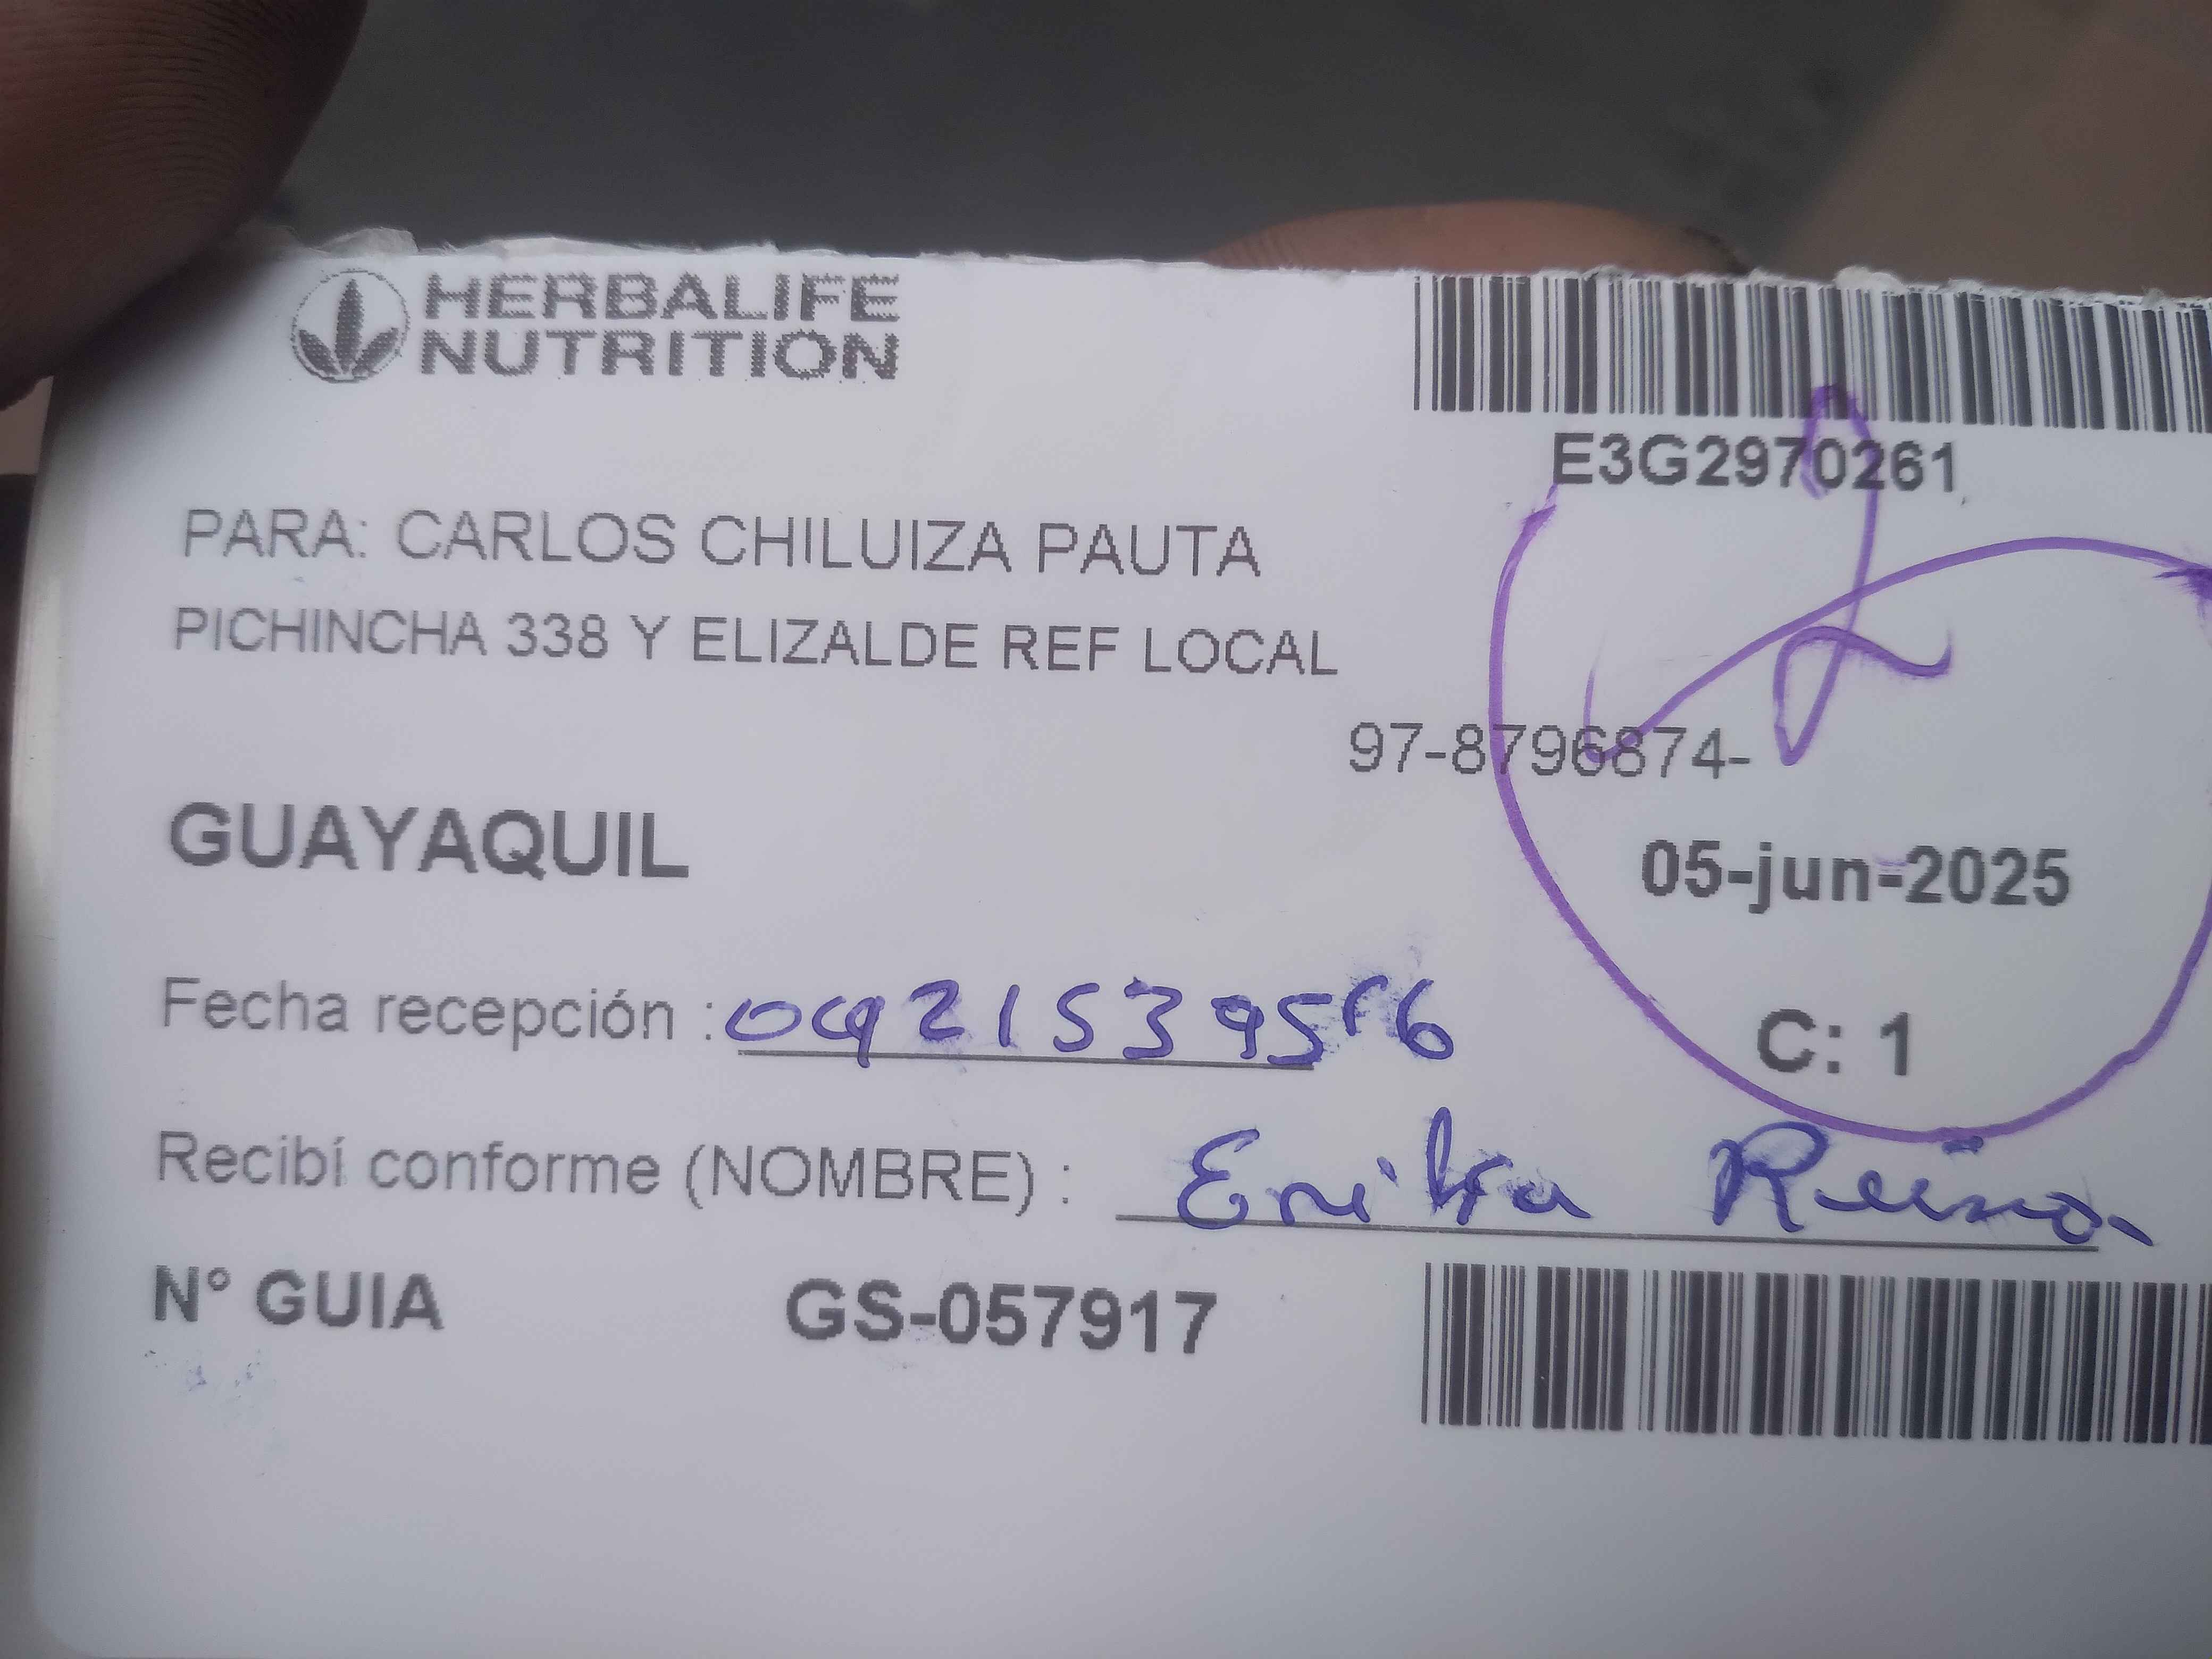 HERBALIFE
NUTRITION
E3G2970261
PARA: CARLOS CHILUIZA PAUTA
PICHINCHA 338 Y ELIZALDE REF LOCAL
97-8796874-
GUAYAQUIL
05-jun-2025
C: 1
Fecha recepción :
Recibí conforme (NOMBRE) :
N° GUIA GS-057917